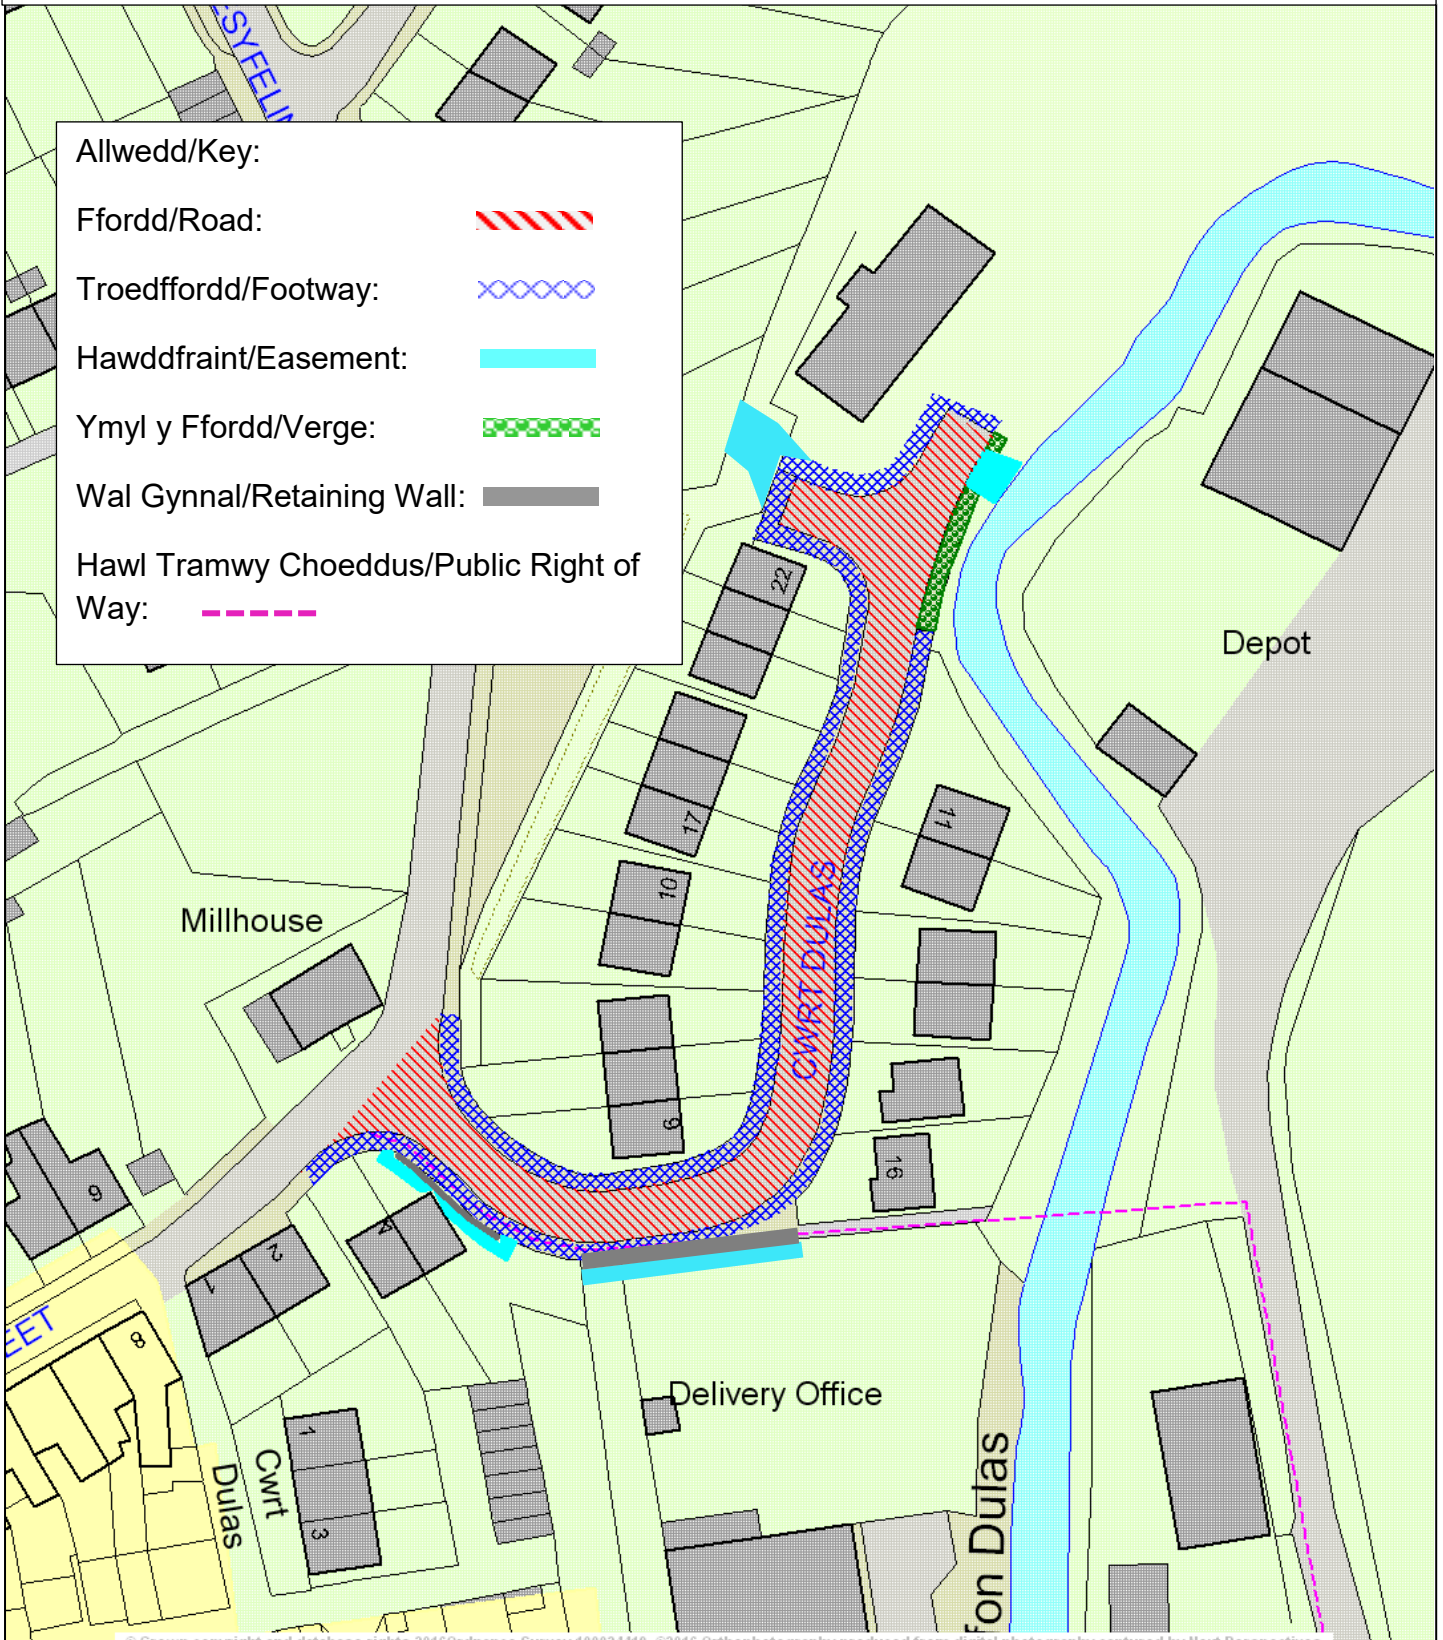 Allwedd/Key:
Ffordd/Road:
Troedffordd/Footway:
Hawddfraint/Easement:
Ymyl y Ffordd/Verge:
Wal Gynnal/Retaining Wall:
Hawl Tramwy Choeddus/Public Right of
Way:
22
Depot
17
11
10
CWRT DULAS
Millhouse
9
16
6
4
2
1
8
Delivery Office
1
3
Cwrt
Dulas